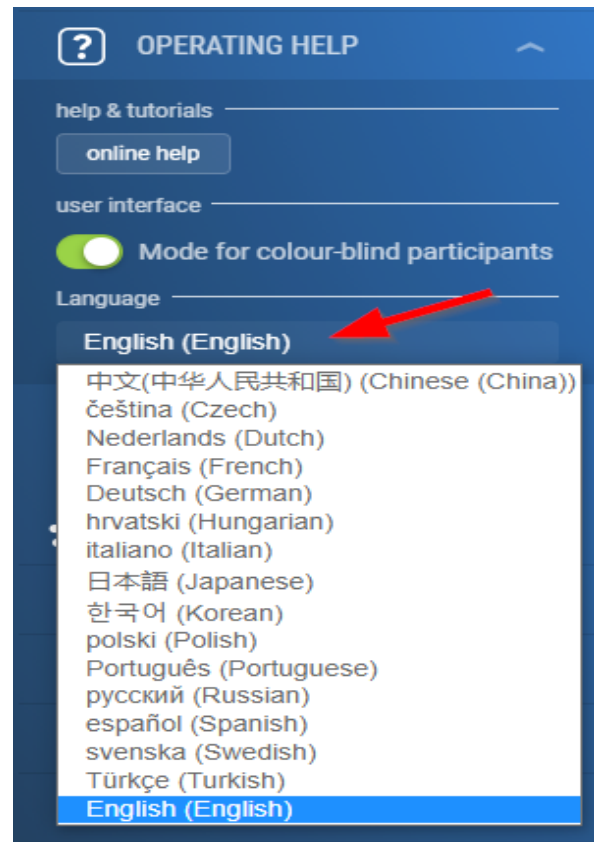 OPERATING HELP
help & tutorials
online help
user interface
Mode for colour-blind participants
Language
English (English)
中文(中华人民共和国) (Chinese (China))
čeština (Czech)
Nederlands (Dutch)
Français (French)
Deutsch (German)
hrvatski (Hungarian)
italiano (Italian)
日本語 (Japanese)
한국어 (Korean)
polski (Polish)
Português (Portuguese)
русский (Russian)
español (Spanish)
svenska (Swedish)
Türkçe (Turkish)
English (English)